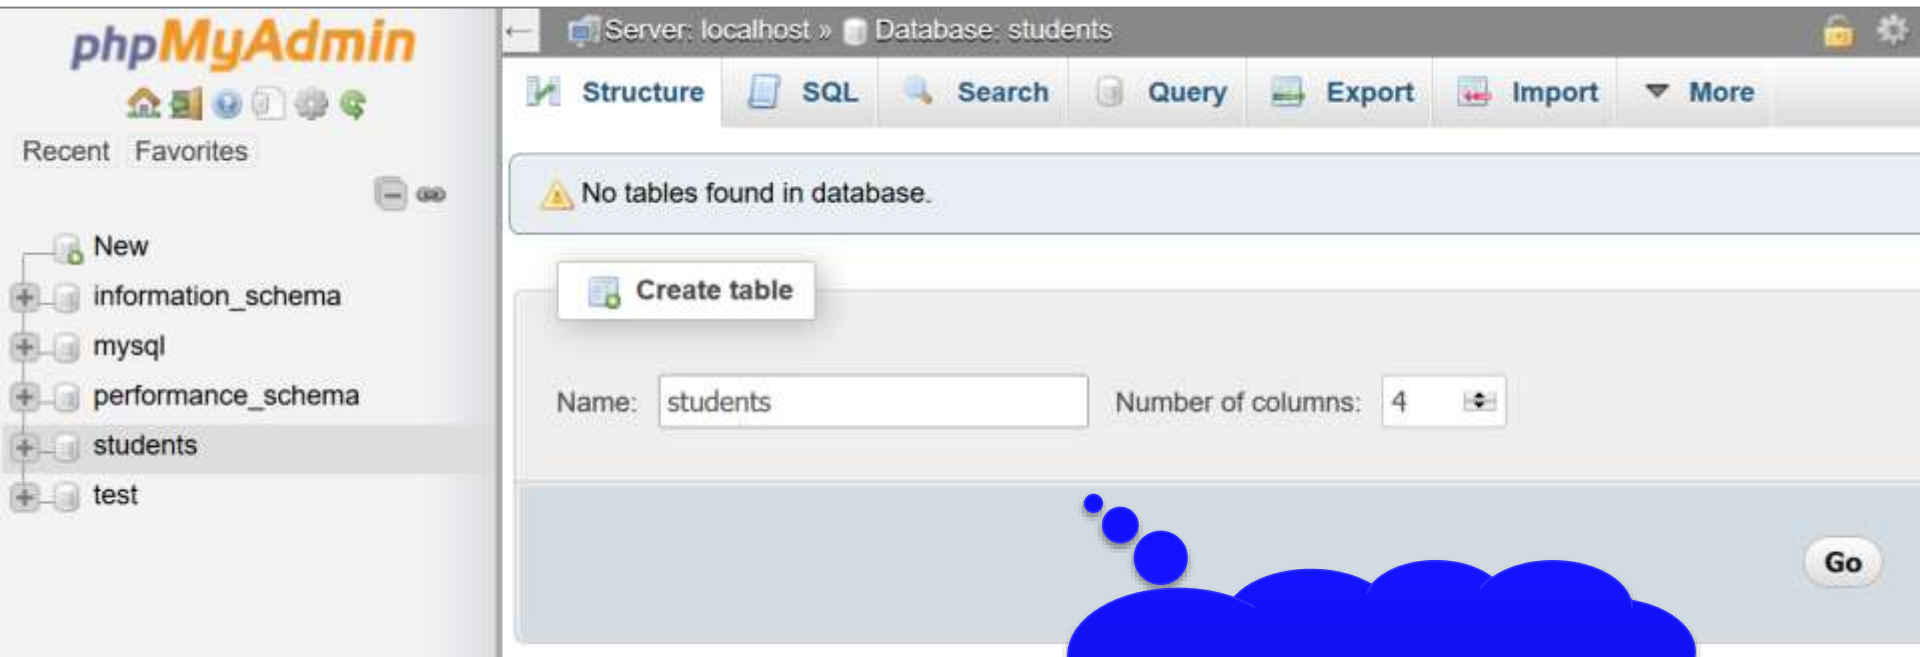 phpMyAdmin
Recent Favorites
New
information_schema
mysql
performance_schema
students
test
Server: localhost » Database: students
Structure SQL Search Query Export Import More
No tables found in database.
Create table
Name: students Number of columns: 4
Go